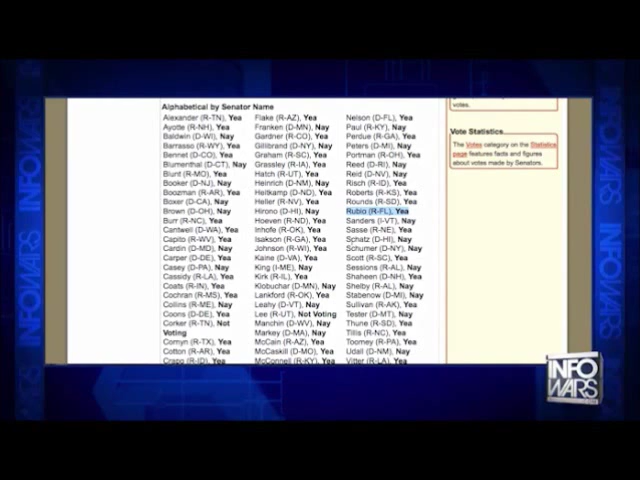 votes.
Alphabetical by Senator Name
Alexander (R-TN), Yea
Ayotte (R-NH), Yea
Baldwin (D-WI), Nay
Barrasso (R-WY), Yea
Bennet (D-CO), Yea
Blumenthal (D-CT), Nay
Blunt (R-MO), Yea
Booker (D-NJ), Nay
Boozman (R-AR), Yea
Boxer (D-CA), Nay
Brown (D-OH), Nay
Burr (R-NC), Yea
Cantwell (D-WA), Yea
Capito (R-WV), Yea
Cardin (D-MD), Nay
Carper (D-DE), Yea
Casey (D-PA), Nay
Cassidy (R-LA), Yea
Coats (R-IN), Yea
Cochran (R-MS), Yea
Collins (R-ME), Nay
Coons (D-DE), Yea
Corker (R-TN), Not
Voting
Cornyn (R-TX), Yea
Cotton (R-AR), Yea
Crapo (R-ID), Yea
Flake (R-AZ), Yea
Franken (D-MN), Nay
Gardner (R-CO), Yea
Gillibrand (D-NY), Nay
Graham (R-SC), Yea
Grassley (R-IA), Yea
Hatch (R-UT), Yea
Heinrich (D-NM), Nay
Heitkamp (D-ND), Yea
Heller (R-NV), Yea
Hirono (D-HI), Nay
Hoeven (R-ND), Yea
Inhofe (R-OK), Yea
Isakson (R-GA), Yea
Johnson (R-WI), Yea
Kaine (D-VA), Yea
King (I-ME), Nay
Kirk (R-IL), Yea
Klobuchar (D-MN), Nay
Lankford (R-OK), Yea
Leahy (D-VT), Nay
Lee (R-UT), Not Voting
Manchin (D-WV), Nay
Markey (D-MA), Nay
McCain (R-AZ), Yea
McCaskill (D-MO), Yea
McConnell (R-KY), Yea
Nelson (D-FL), Yea
Paul (R-KY), Nay
Perdue (R-GA), Yea
Peters (D-MI), Nay
Portman (R-OH), Yea
Reed (D-RI), Nay
Reid (D-NV), Nay
Risch (R-ID), Yea
Roberts (R-KS), Yea
Rounds (R-SD), Yea
Rubio (R-FL), Yea
Sanders (I-VT), Nay
Sasse (R-NE), Yea
Schatz (D-HI), Nay
Schumer (D-NY), Nay
Scott (R-SC), Yea
Sessions (R-AL), Nay
Shaheen (D-NH), Yea
Shelby (R-AL), Nay
Stabenow (D-MI), Nay
Sullivan (R-AK), Yea
Tester (D-MT), Nay
Thune (R-SD), Yea
Tillis (R-NC), Yea
Toomey (R-PA), Yea
Udall (D-NM), Nay
Vitter (R-LA), Yea
Vote Statistics
The Votes category on the Statistics
page features facts and figures
about votes made by Senators.
INFOWARS
INFOWARS
INFO
WARS
.COM